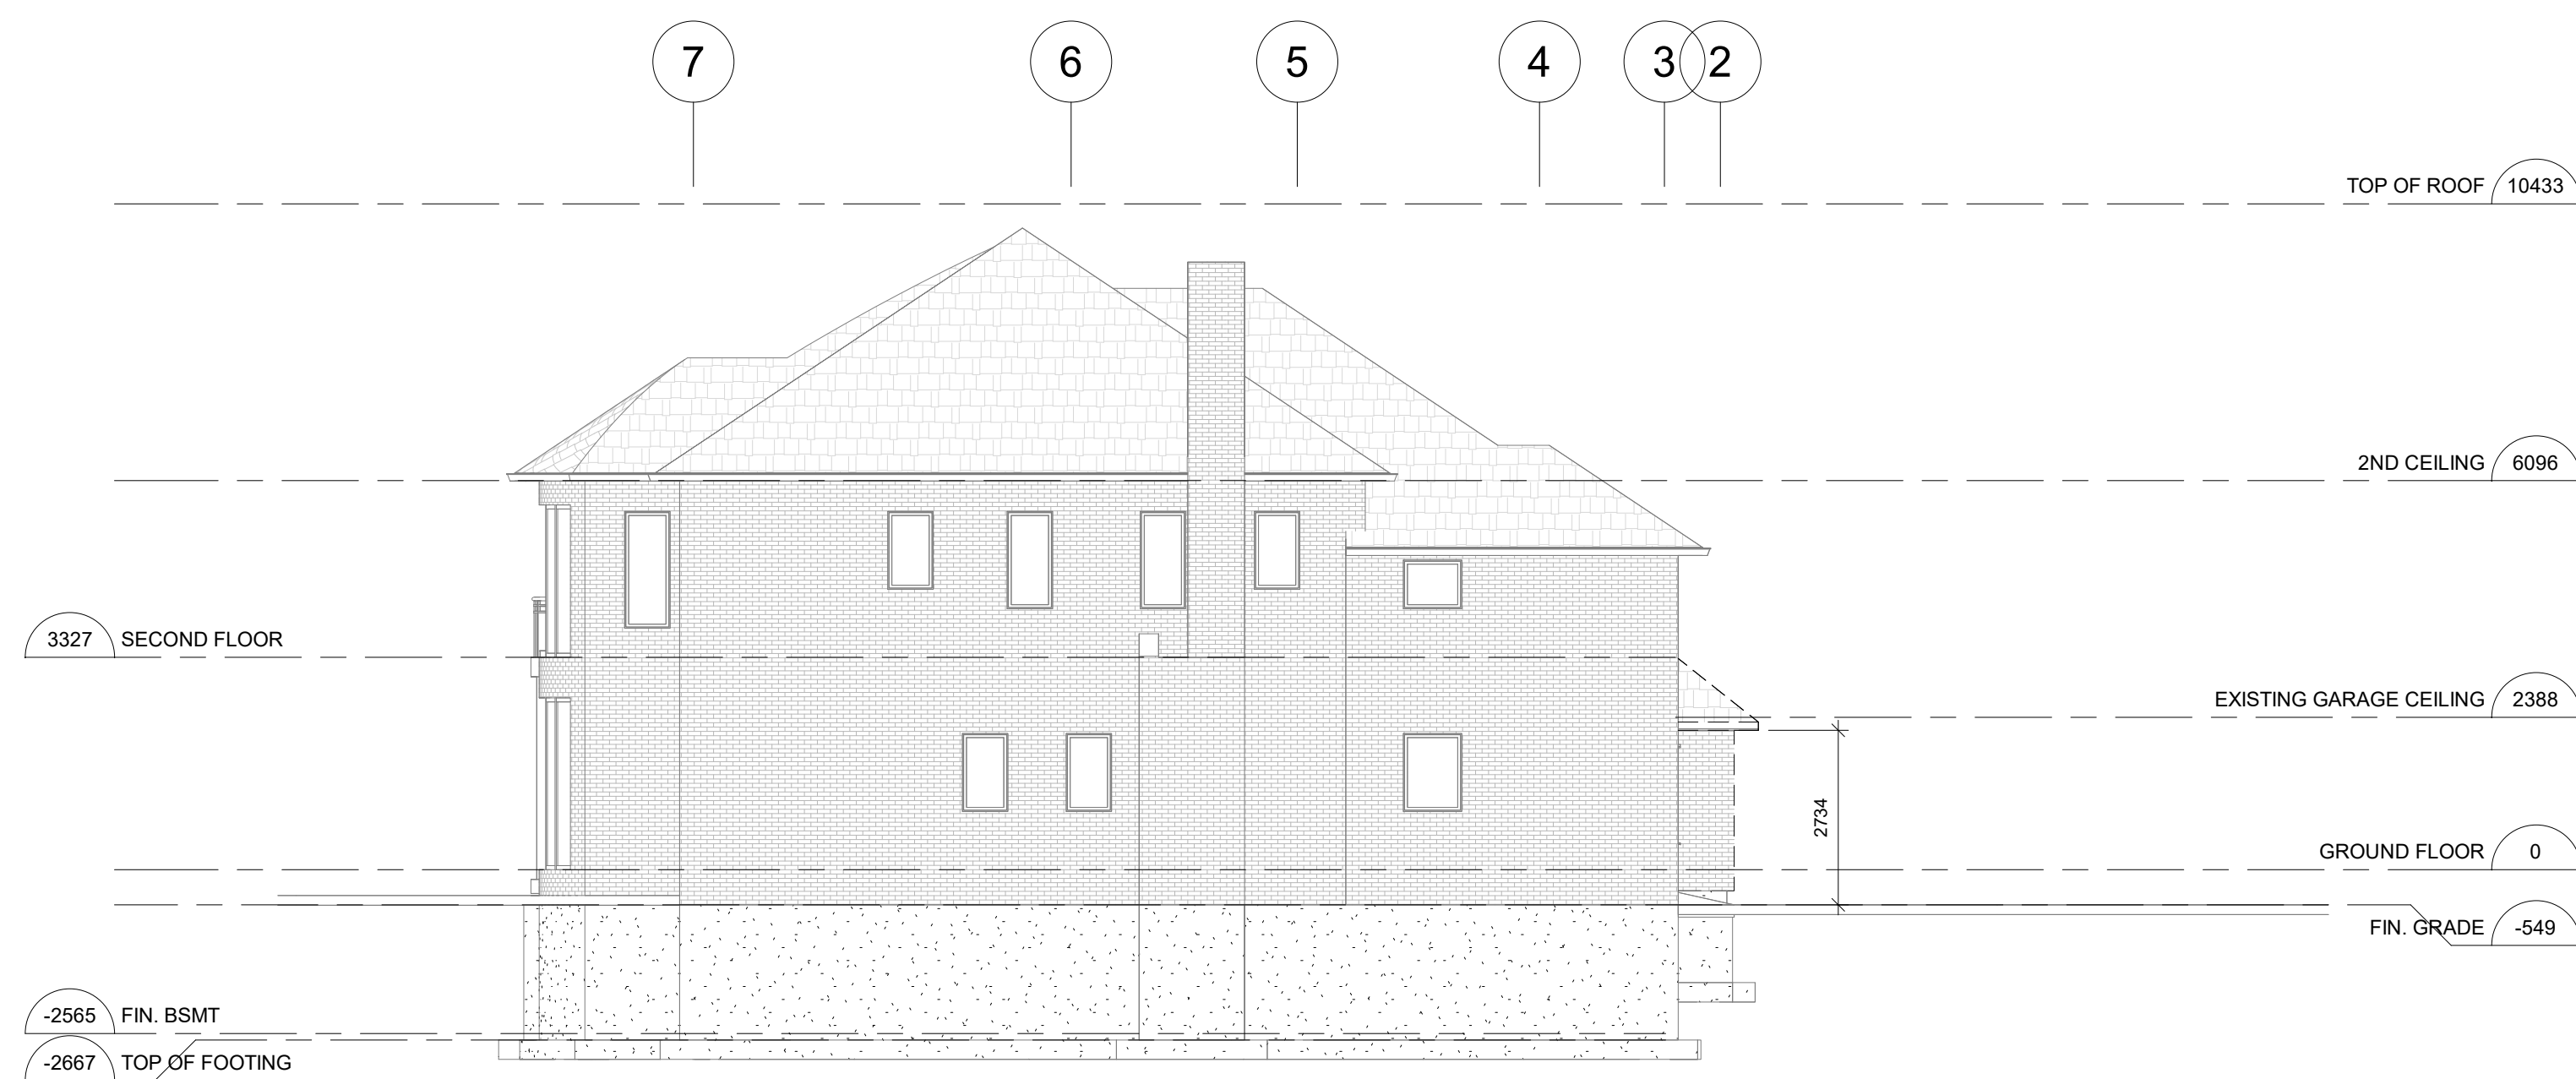 7 6 5 4 3 2
TOP OF ROOF 10433
2ND CEILING 6096
3327 SECOND FLOOR
EXISTING GARAGE CEILING 2388
2734
GROUND FLOOR 0
FIN. GRADE -549
-2565 FIN. BSMT
-2667 TOP OF FOOTING